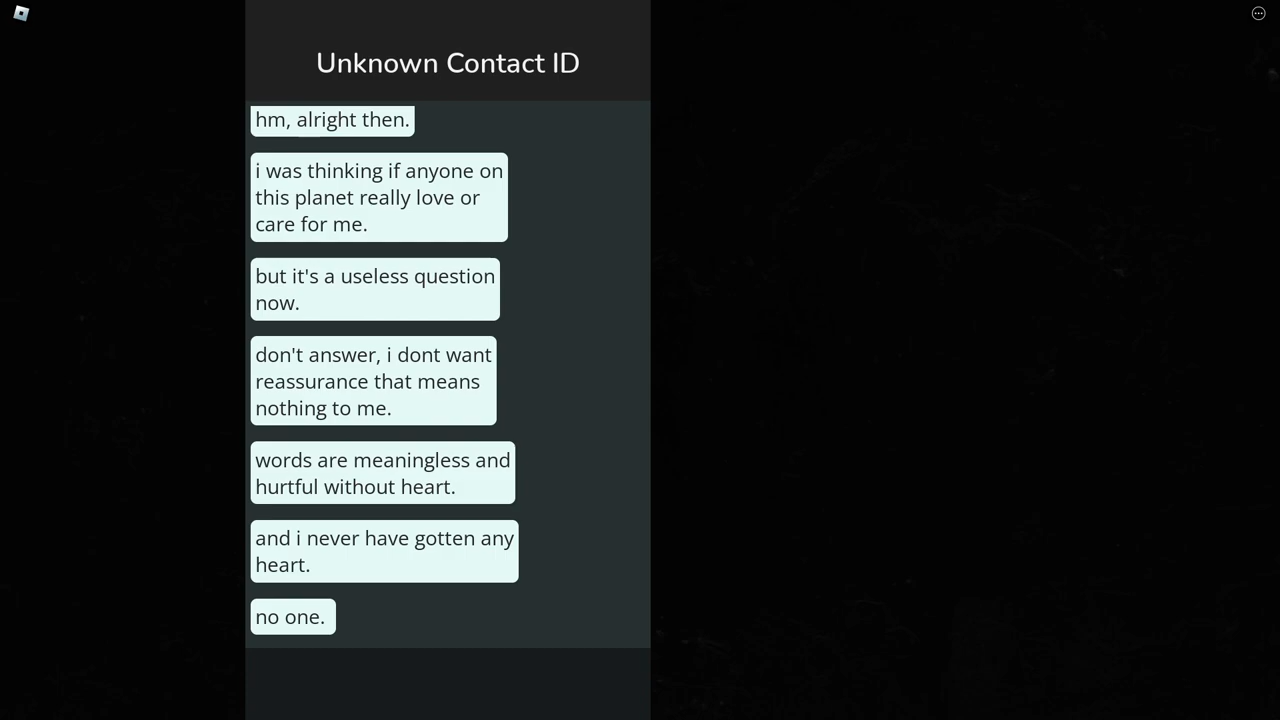 Unknown Contact ID
hm, alright then.
i was thinking if anyone on
this planet really love or
care for me.
but it's a useless question
now.
don't answer, i dont want
reassurance that means
nothing to me.
words are meaningless and
hurtful without heart.
and i never have gotten any
heart.
no one.